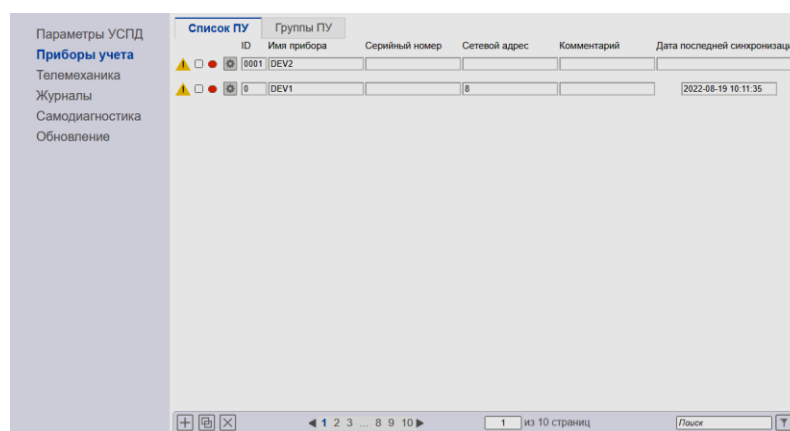 Параметры УСПД
Приборы учета
Телемеханика
Журналы
Самодиагностика
Обновление
Список ПУ Группы ПУ
ID Имя прибора Серийный номер Сетевой адрес Комментарий Дата последней синхронизаци
0001 DEV2
0 DEV1 8 2022-08-19 10:11:35
1 2 3 ... 8 9 10 1 из 10 страниц Поиск